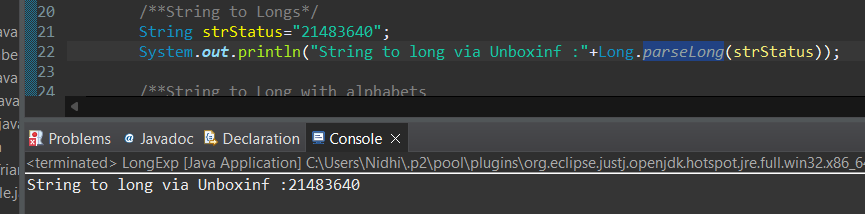 20 /**String to Longs*/
21 String strStatus="21483640";
22 System.out.println("String to long via Unboxinf :"+Long.parseLong(strStatus));
23
24 /**String to Long with alphabets
Problems @ Javadoc Declaration Console ×
<terminated> LongExp [Java Application] C:\Users\Nidhi\.p2\pool\plugins\org.eclipse.justj.openjdk.hotspot.jre.full.win32.x86_64
String to long via Unboxinf :21483640